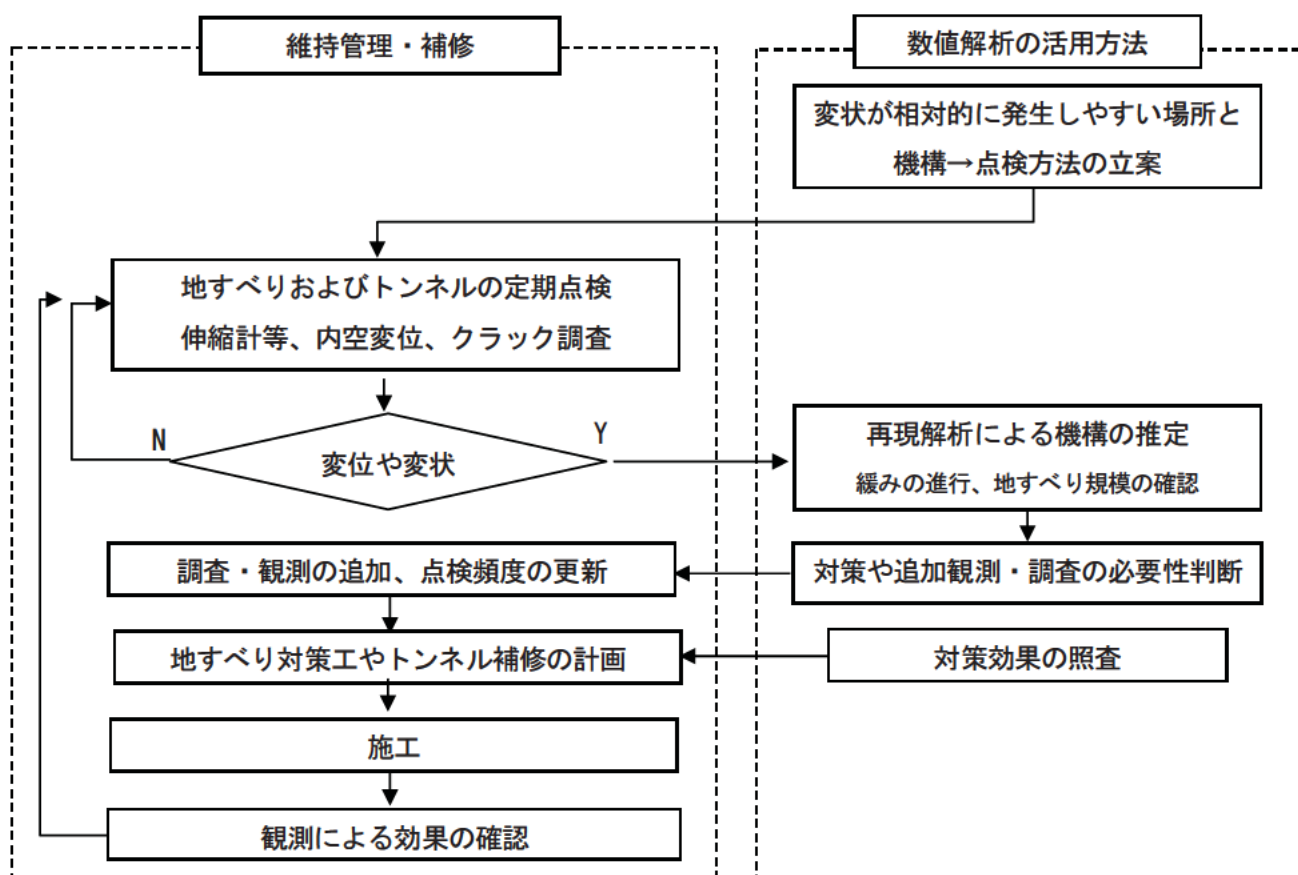 維持管理・補修
数値解析の活用方法
変状が相対的に発生しやすい場所と
機構→点検方法の立案
地すべりおよびトンネルの定期点検
伸縮計等、内空変位、クラック調査
N
Y
変位や変状
再現解析による機構の推定
緩みの進行、地すべり規模の確認
調査・観測の追加、点検頻度の更新
対策や追加観測・調査の必要性判断
地すべり対策工やトンネル補修の計画
対策効果の照査
施工
観測による効果の確認